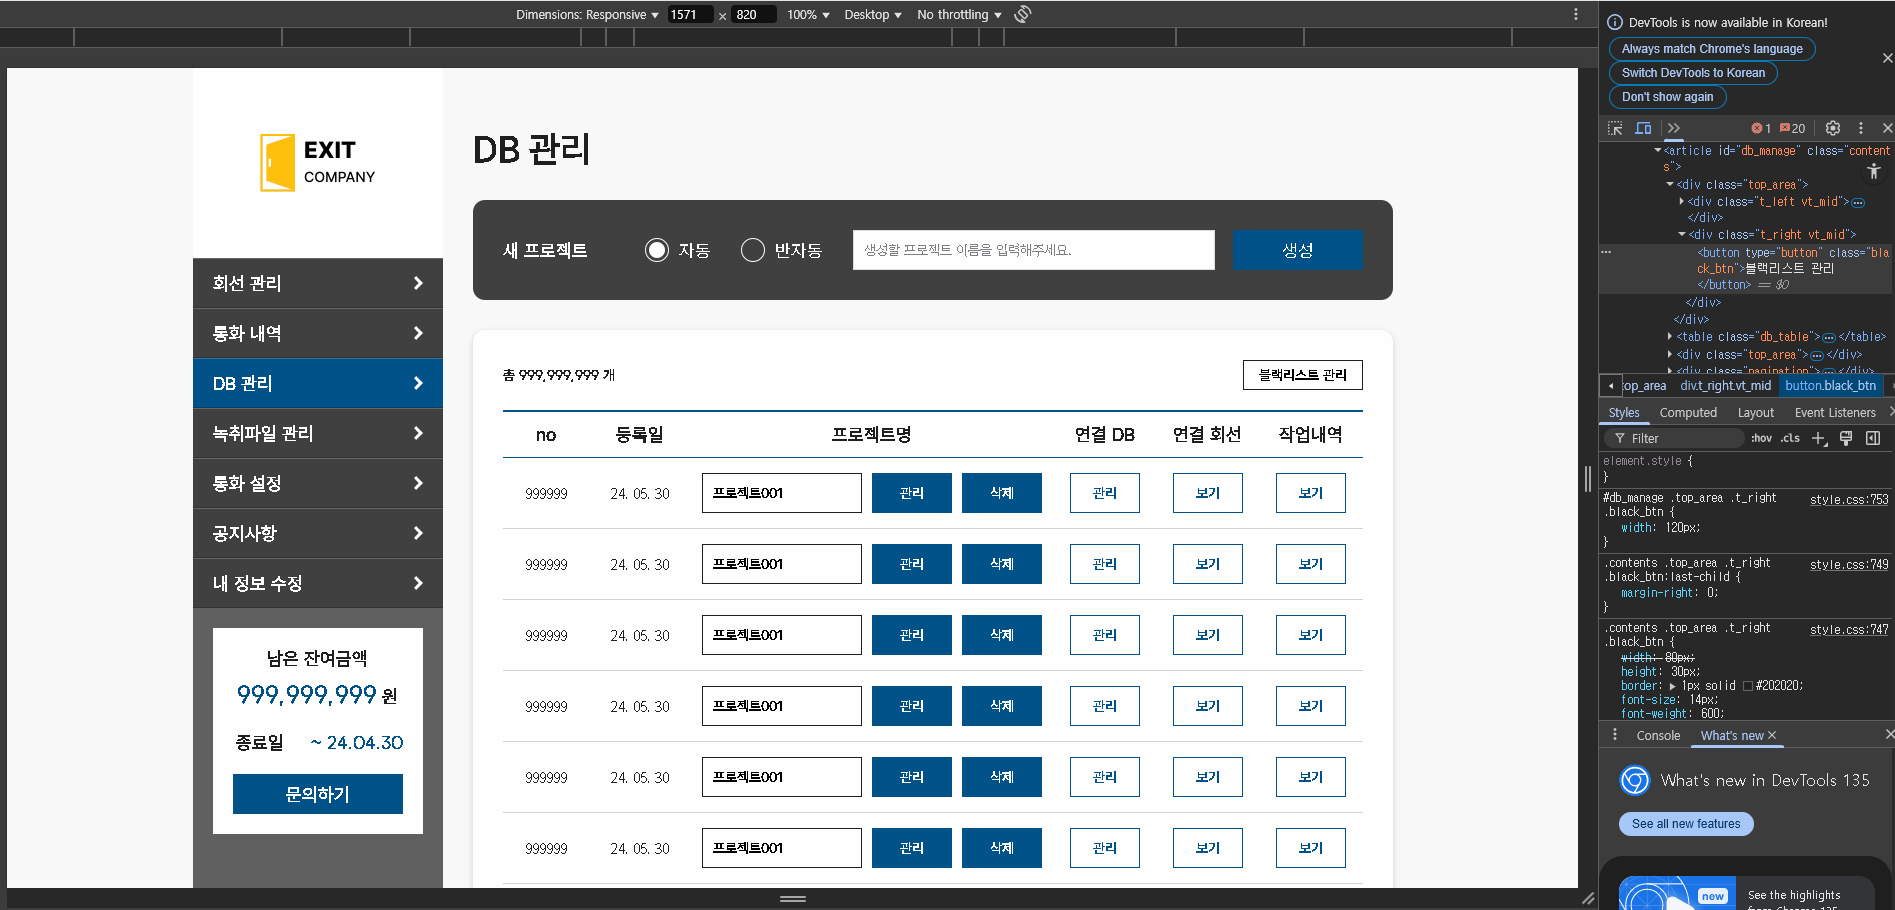 Dimensions: Responsive 1571 × 820 100% Desktop No throttling
EXIT
COMPANY
회선 관리
통화 내역
DB 관리
녹취파일 관리
통화 설정
공지사항
내 정보 수정
남은 잔여금액
999,999,999 원
종료일 ~ 24.04.30
문의하기
DB 관리
새 프로젝트 자동 반자동 생성할 프로젝트 이름을 입력해주세요. 생성
총 999,999,999 개 블랙리스트 관리
no 등록일 프로젝트명 연결 DB 연결 회선 작업내역
999999 24. 05. 30 프로젝트001 관리 삭제 관리 보기 보기
999999 24. 05. 30 프로젝트001 관리 삭제 관리 보기 보기
999999 24. 05. 30 프로젝트001 관리 삭제 관리 보기 보기
999999 24. 05. 30 프로젝트001 관리 삭제 관리 보기 보기
999999 24. 05. 30 프로젝트001 관리 삭제 관리 보기 보기
999999 24. 05. 30 프로젝트001 관리 삭제 관리 보기 보기
DevTools is now available in Korean!
Always match Chrome's language
Switch DevTools to Korean
Don't show again
1 20
<article id="db_manage" class="content
s">
<div class="top_area">
<div class="t_left vt_mid">
</div>
<div class="t_right vt_mid">
<button type="button" class="bla
ck_btn">블랙리스트 관리
</button> == $0
</div>
</div>
<table class="db_table"> </table>
<div class="top_area"> </div>
<div class="pagination"> </div>
top_area div.t_right.vt_mid button.black_btn
Styles Computed Layout Event Listeners
Filter :hov .cls
element.style {
}
#db_manage .top_area .t_right style.css:753
.black_btn {
width: 120px;
}
.contents .top_area .t_right style.css:749
.black_btn:last-child {
margin-right: 0;
}
.contents .top_area .t_right style.css:747
.black_btn {
width: 80px;
height: 30px;
border: 1px solid #202020;
font-size: 14px;
font-weight: 600;
Console What's new
What's new in DevTools 135
See all new features
new
See the highlights
from Chrome 135